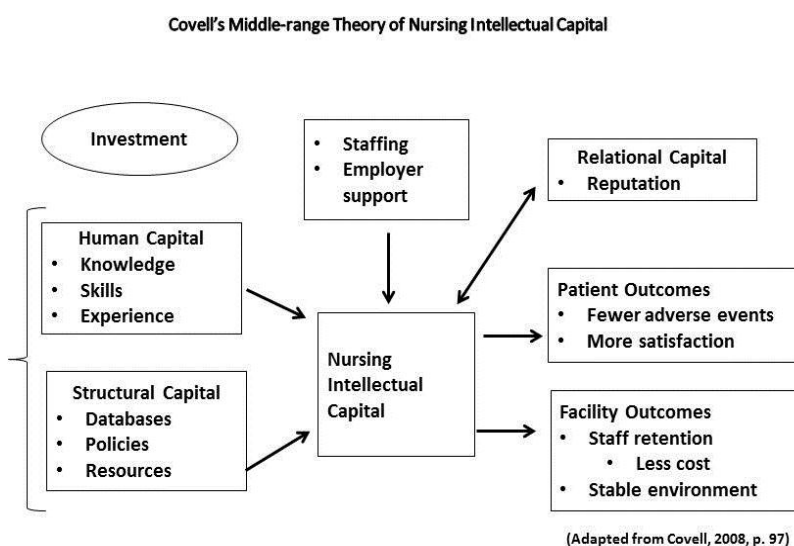 Covell's Middle-range Theory of Nursing Intellectual Capital
Investment
• Staffing
• Employer
support
Relational Capital
• Reputation
Human Capital
• Knowledge
• Skills
• Experience
Nursing
Intellectual
Capital
Patient Outcomes
• Fewer adverse events
• More satisfaction
Structural Capital
• Databases
• Policies
• Resources
Facility Outcomes
• Staff retention
• Less cost
• Stable environment
(Adapted from Covell, 2008, p. 97)